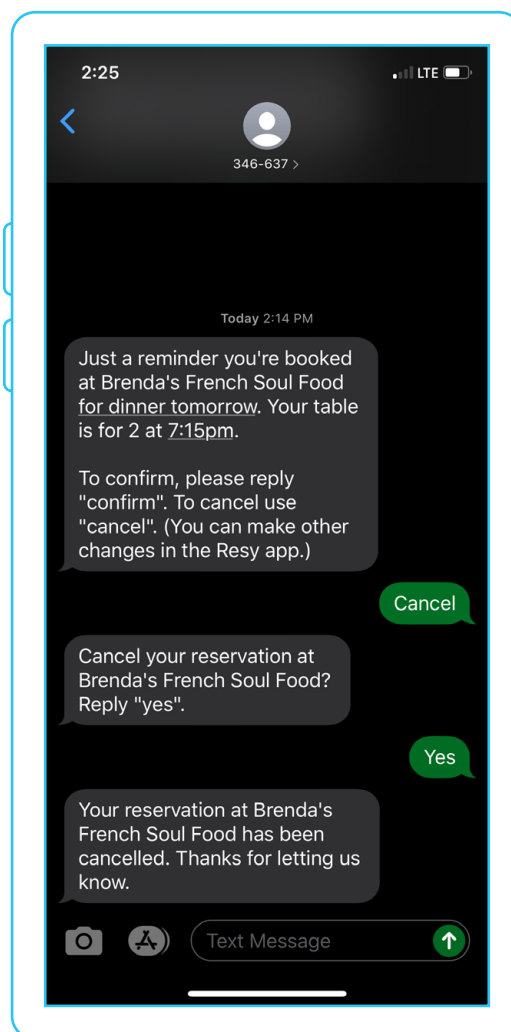 2:25
LTE
346-637 >
Today 2:14 PM
Just a reminder you're booked
at Brenda's French Soul Food
for dinner tomorrow. Your table
is for 2 at 7:15pm.
To confirm, please reply
"confirm". To cancel use
"cancel". (You can make other
changes in the Resy app.)
Cancel
Cancel your reservation at
Brenda's French Soul Food?
Reply "yes".
Yes
Your reservation at Brenda's
French Soul Food has been
cancelled. Thanks for letting us
know.
Text Message